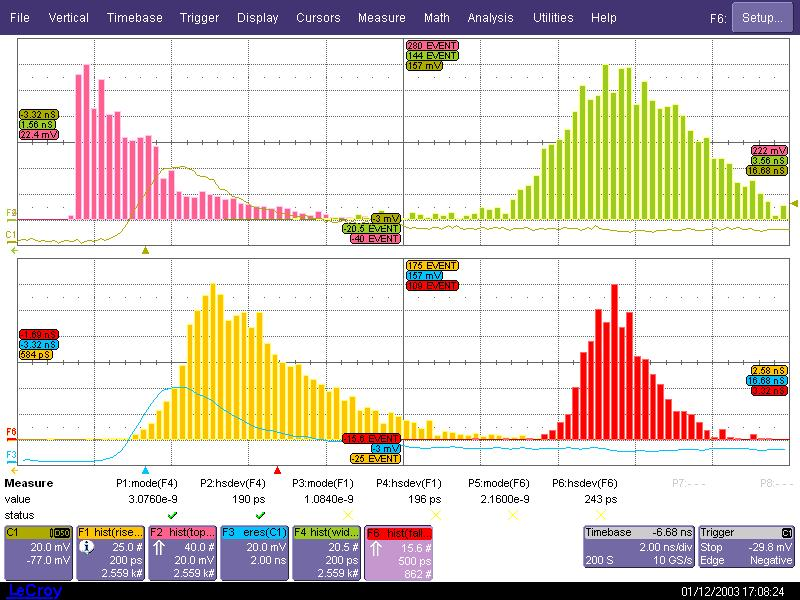 File Vertical Timebase Trigger Display Cursors Measure Math Analysis Utilities Help F6: Setup...
280 EVENT
144 EVENT
157 mV
-3.32 nS
1.56 nS
22.4 mV
222 mV
3.56 nS
16.68 nS
F2
C1
-3 mV
-20.5 EVENT
-40 EVENT
175 EVENT
157 mV
109 EVENT
-1.69 nS
-3.32 nS
584 pS
2.58 nS
16.68 nS
F6
F3
-15.6 EVENT
-3 mV
-25 EVENT
Measure P1:mode(F4) P2:hsdev(F4) P3:mode(F1) P4:hsdev(F1) P5:mode(F6) P6:hsdev(F6) P7:--- P8:---
value 3.0760e-9 190 ps 1.0840e-9 196 ps 2.1600e-9 243 ps
status
C1 D50
20.0 mV
-77.0 mV
F1 hist(rise...
25.0 #
200 ps
2.559 k#
F2 hist(top...
40.0 #
20.0 mV
2.559 k#
F3 eres(C1)
20.0 mV
2.00 ns
F4 hist(wid...
20.5 #
200 ps
2.559 k#
F6 hist(fall...
15.6 #
500 ps
862 #
Timebase -6.68 ns
2.00 ns/div
200 S 10 GS/s
Trigger C1
Stop -29.8 mV
Edge Negative
LeCroy
01/12/2003 17:08:24